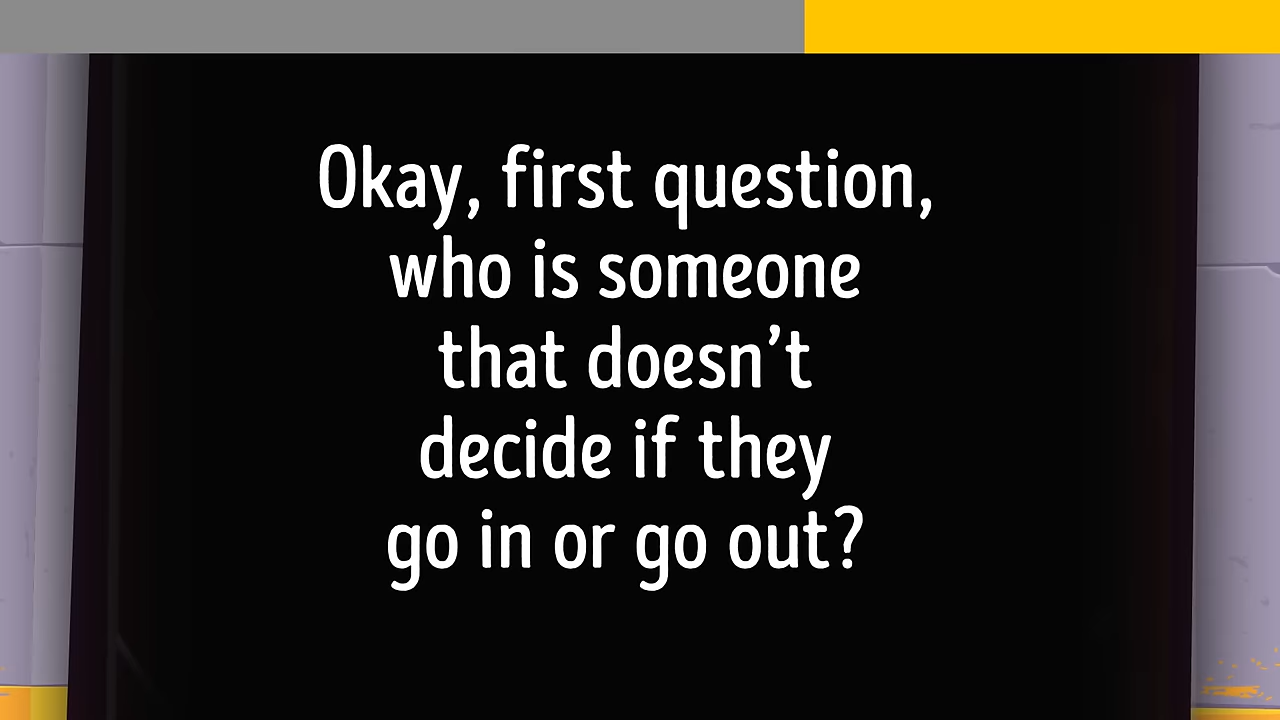 Okay, first question,
who is someone
that doesn’t
decide if they
go in or go out?